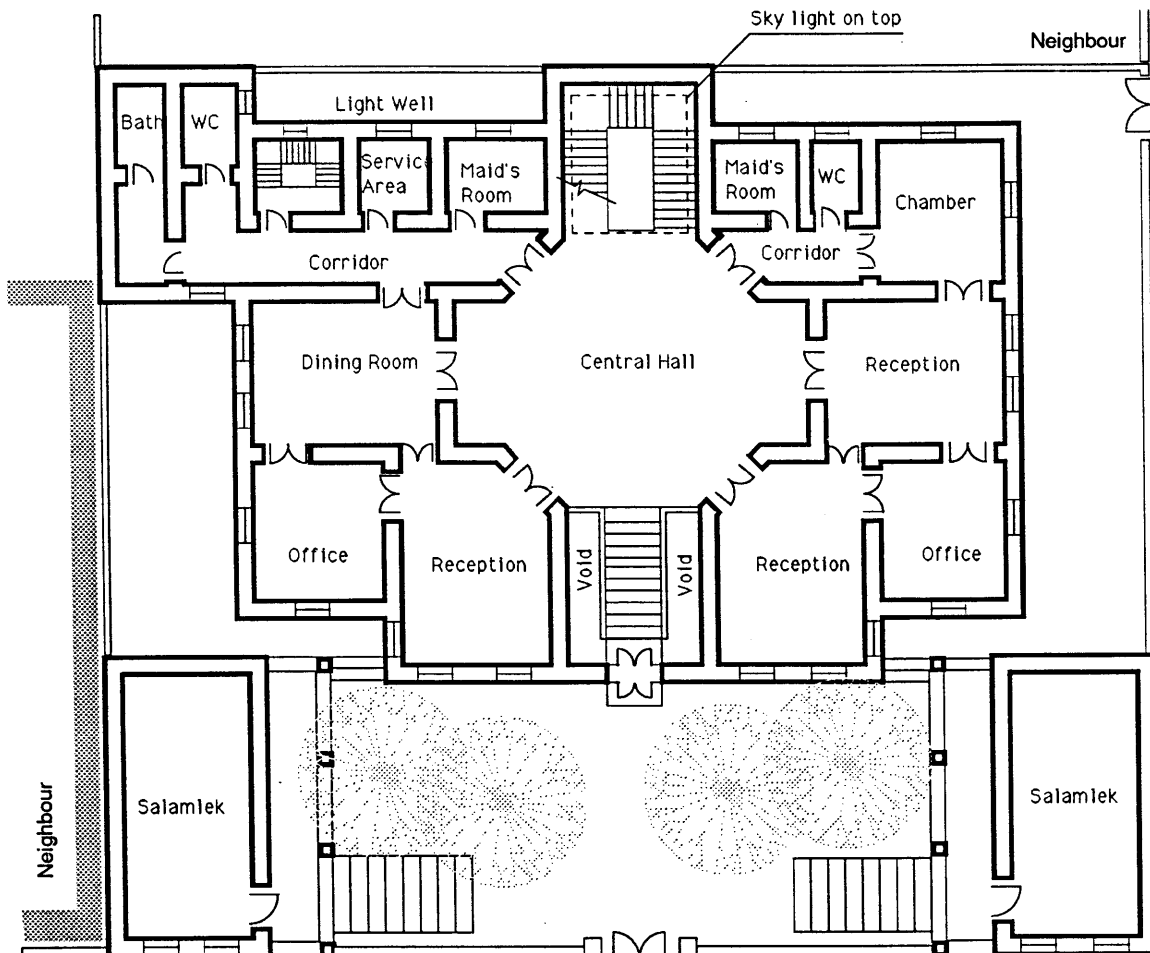 Sky light on top
Neighbour
Light Well
Bath
WC
Servic
Area
Maid's
Room
Maid's
Room
WC
Chamber
Corridor
Corridor
Dining Room
Central Hall
Reception
Office
Reception
Void
Void
Reception
Office
Salamlek
Salamlek
Neighbour